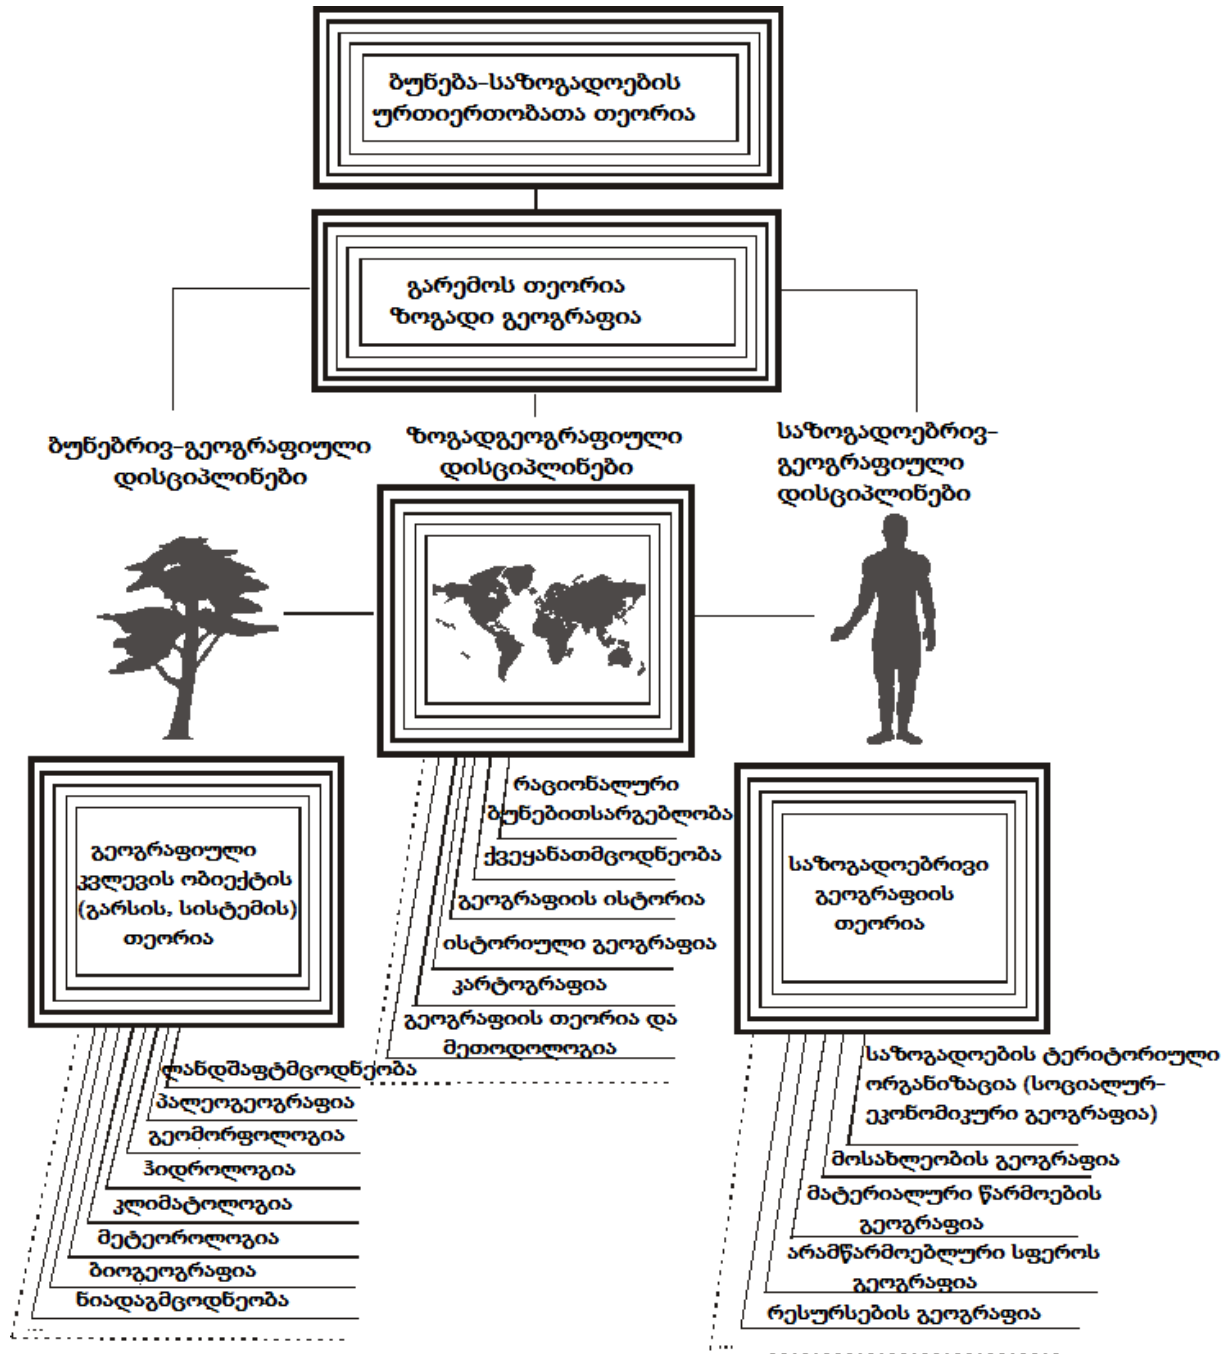 ბუნება-საზოგადოების
ურთიერთობათა თეორია
გარემოს თეორია
ზოგადი გეოგრაფია
ბუნებრივ-გეოგრაფიული
დისციპლინები
ზოგადგეოგრაფიული
დისციპლინები
საზოგადოებრივ-
გეოგრაფიული
დისციპლინები
გეოგრაფიული
კვლევის ობიექტის
(გარსის, სისტემის)
თეორია
ლანდშაფტმცოდნეობა
პალეოგეოგრაფია
გეომორფოლოგია
ჰიდროლოგია
კლიმატოლოგია
მეტეოროლოგია
ბიოგეოგრაფია
ნიადაგმცოდნეობა
...
რაციონალური
ბუნებითსარგებლობა
ქვეყანათმცოდნეობა
გეოგრაფიის ისტორია
ისტორიული გეოგრაფია
კარტოგრაფია
გეოგრაფიის თეორია და
მეთოდოლოგია
საზოგადოებრივი
გეოგრაფიის
თეორია
საზოგადოების ტერიტორიული
ორგანიზაცია (სოციალურ-
ეკონომიკური გეოგრაფია)
მოსახლეობის გეოგრაფია
მატერიალური წარმოების
გეოგრაფია
არამწარმოებლური სფეროს
გეოგრაფია
რესურსების გეოგრაფია
...